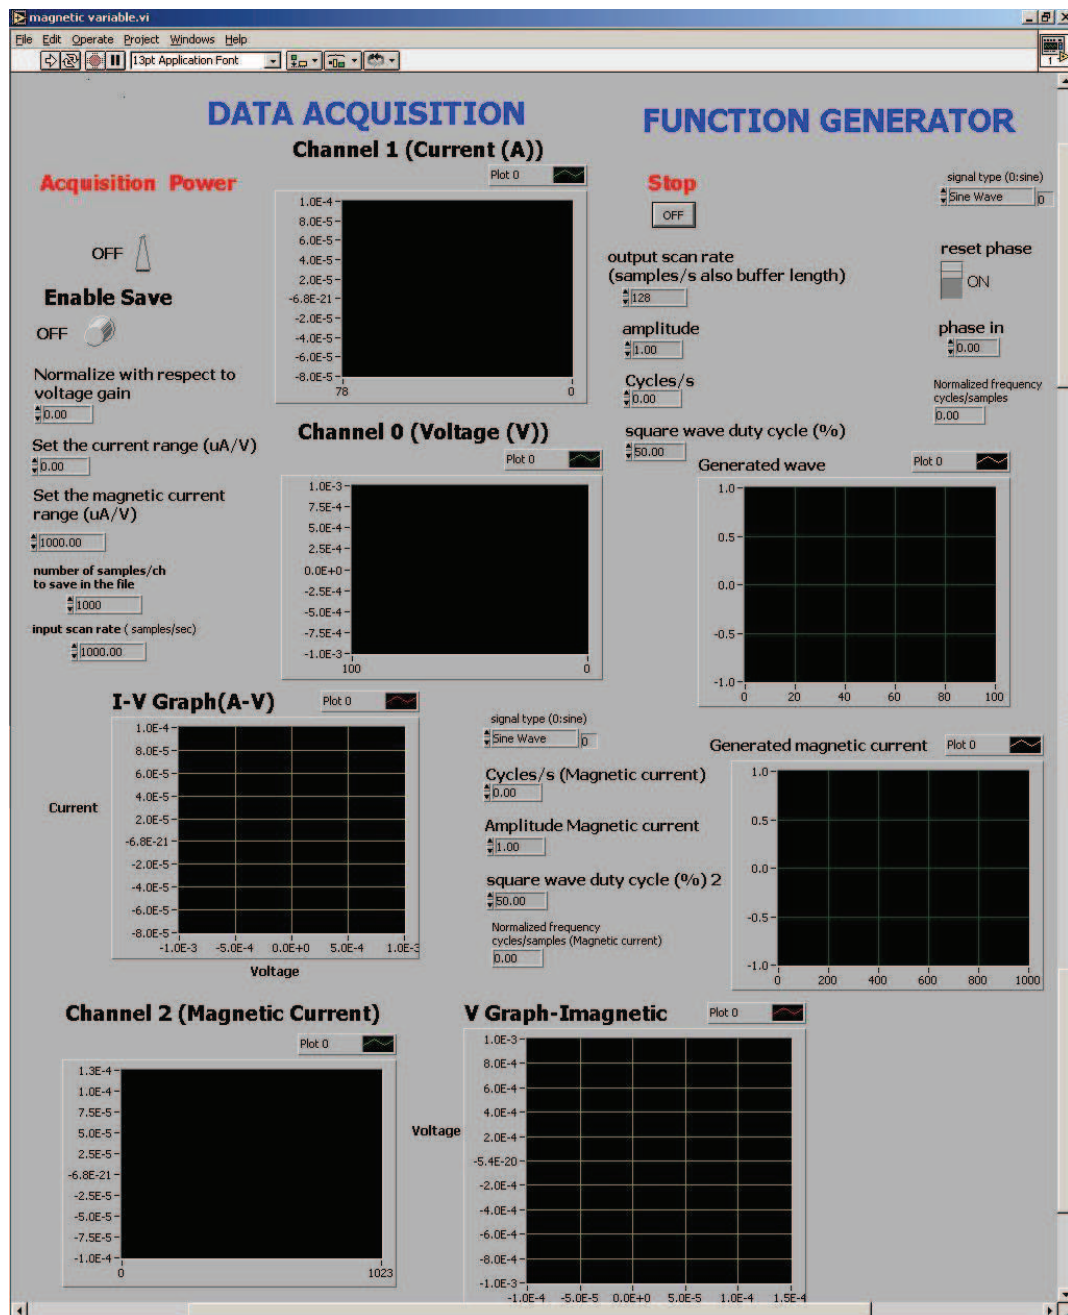 magnetic variable.vi
File Edit Operate Project Windows Help
13pt Application Font
1
DATA ACQUISITION
FUNCTION GENERATOR
Channel 1 (Current (A))
Plot 0
Acquisition Power
OFF
Enable Save
OFF
Normalize with respect to
voltage gain
0.00
Set the current range (uA/V)
0.00
Set the magnetic current
range (uA/V)
1000.00
number of samples/ch
to save in the file
1000
input scan rate ( samples/sec)
1000.00
1.0E-4
8.0E-5
6.0E-5
4.0E-5
2.0E-5
-6.8E-21
-2.0E-5
-4.0E-5
-6.0E-5
-8.0E-5
78 0
Channel 0 (Voltage (V))
Plot 0
1.0E-3
7.5E-4
5.0E-4
2.5E-4
0.0E+0
-2.5E-4
-5.0E-4
-7.5E-4
-1.0E-3
100 0
Stop
OFF
signal type (0:sine)
Sine Wave 0
output scan rate
(samples/s also buffer length)
128
reset phase
ON
amplitude
1.00
phase in
0.00
Cycles/s
0.00
Normalized frequency
cycles/samples
0.00
square wave duty cycle (%)
50.00
Generated wave
Plot 0
1.0
0.5
0.0
-0.5
-1.0
0 20 40 60 80 100
I-V Graph(A-V)
Plot 0
Current
1.0E-4
8.0E-5
6.0E-5
4.0E-5
2.0E-5
-6.8E-21
-2.0E-5
-4.0E-5
-6.0E-5
-8.0E-5
-1.0E-3 -5.0E-4 0.0E+0 5.0E-4 1.0E-3
Voltage
signal type (0:sine)
Sine Wave 0
Cycles/s (Magnetic current)
0.00
Amplitude Magnetic current
1.00
square wave duty cycle (%) 2
50.00
Normalized frequency
cycles/samples (Magnetic current)
0.00
Generated magnetic current
Plot 0
1.0
0.5
0.0
-0.5
-1.0
0 200 400 600 800 1000
Channel 2 (Magnetic Current)
Plot 0
1.3E-4
1.0E-4
7.5E-5
5.0E-5
2.5E-5
-6.8E-21
-2.5E-5
-5.0E-5
-7.5E-5
-1.0E-4
0 1023
V Graph-Imagnetic
Plot 0
Voltage
1.0E-3
8.0E-4
6.0E-4
4.0E-4
2.0E-4
-5.4E-20
-2.0E-4
-4.0E-4
-6.0E-4
-8.0E-4
-1.0E-3
-1.0E-4 -5.0E-5 0.0E+0 5.0E-5 1.0E-4 1.5E-4